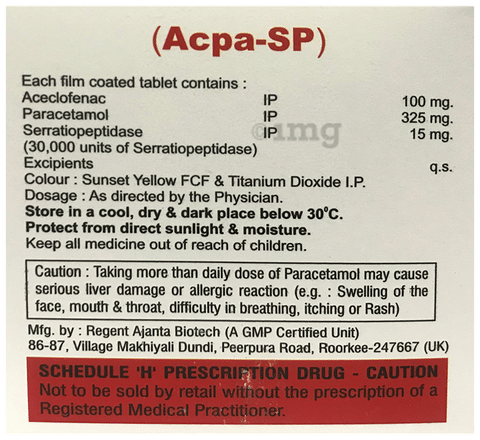 (Acpa-SP)
Each film coated tablet contains :
Aceclofenac IP 100 mg.
Paracetamol IP 325 mg.
Serratiopeptidase IP 15 mg.
(30,000 units of Serratiopeptidase)
Excipients q.s.
Colour : Sunset Yellow FCF & Titanium Dioxide I.P.
Dosage : As directed by the Physician.
Store in a cool, dry & dark place below 30°C.
Protect from direct sunlight & moisture.
Keep all medicine out of reach of children.
Caution : Taking more than daily dose of Paracetamol may cause
serious liver damage or allergic reaction (e.g. : Swelling of the
face, mouth & throat, difficulty in breathing, itching or Rash)
Mfg. by : Regent Ajanta Biotech (A GMP Certified Unit)
86-87, Village Makhiyali Dundi, Peerpura Road, Roorkee-247667 (UK)
SCHEDULE 'H' PRESCRIPTION DRUG - CAUTION
Not to be sold by retail without the prescription of a
Registered Medical Practitioner.